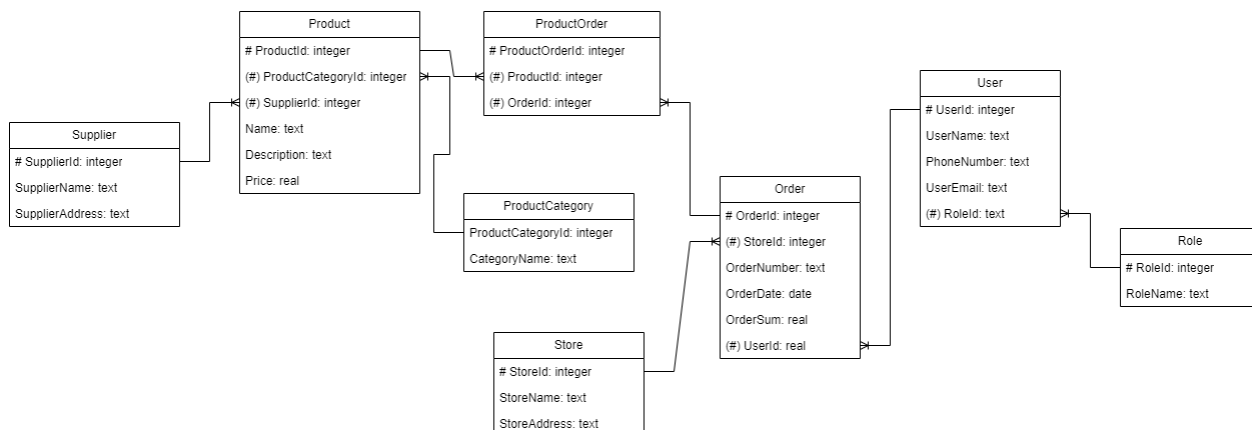 Product
# ProductId: integer
(#) ProductCategoryId: integer
(#) SupplierId: integer
Name: text
Description: text
Price: real
ProductOrder
# ProductOrderId: integer
(#) ProductId: integer
(#) OrderId: integer
User
# UserId: integer
UserName: text
PhoneNumber: text
UserEmail: text
(#) RoleId: text
Supplier
# SupplierId: integer
SupplierName: text
SupplierAddress: text
Order
# OrderId: integer
(#) StoreId: integer
OrderNumber: text
OrderDate: date
OrderSum: real
(#) UserId: real
ProductCategory
ProductCategoryId: integer
CategoryName: text
Role
# RoleId: integer
RoleName: text
Store
# StoreId: integer
StoreName: text
StoreAddress: text